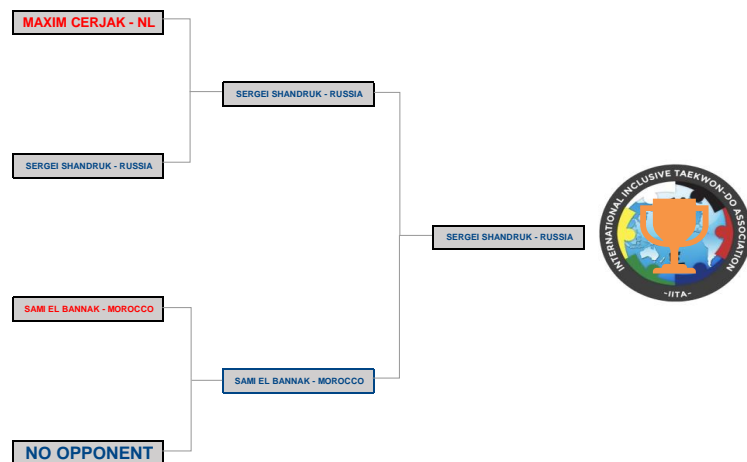 MAXIM CERJAK - NL
SERGEI SHANDRUK - RUSSIA
SERGEI SHANDRUK - RUSSIA
INTERNATIONAL INCLUSIVE TAEKWON-DO ASSOCIATION
SERGEI SHANDRUK - RUSSIA
-IITA-
SAMI EL BANNAK - MOROCCO
SAMI EL BANNAK - MOROCCO
NO OPPONENT